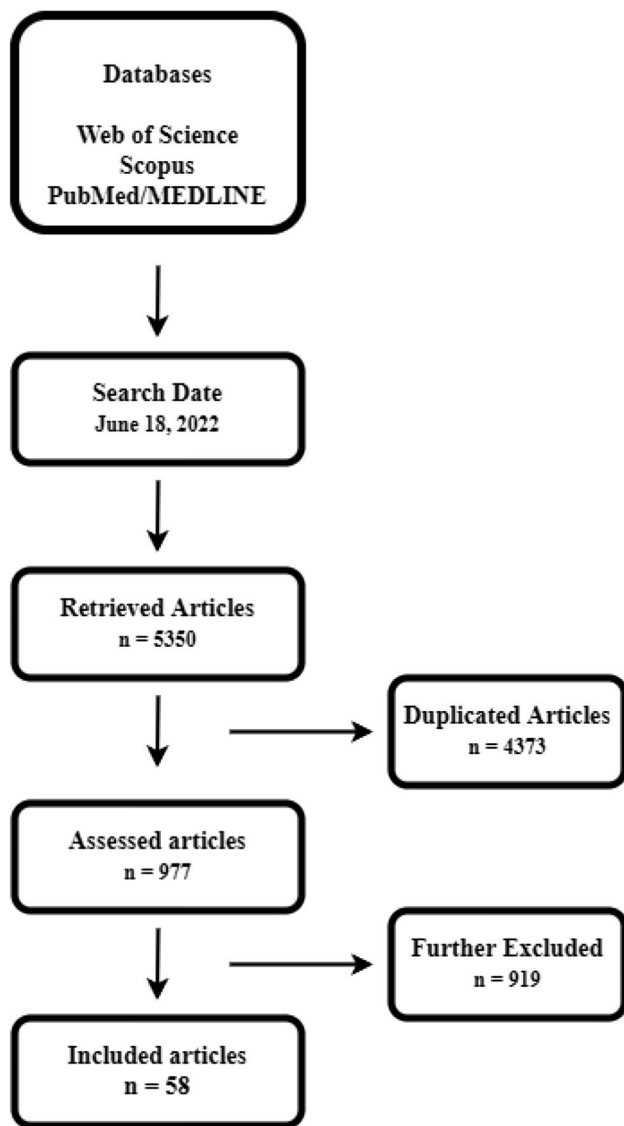 Databases
Web of Science
Scopus
PubMed/MEDLINE
Search Date
June 18, 2022
Retrieved Articles
n = 5350
Duplicated Articles
n = 4373
Assessed articles
n = 977
Further Excluded
n = 919
Included articles
n = 58